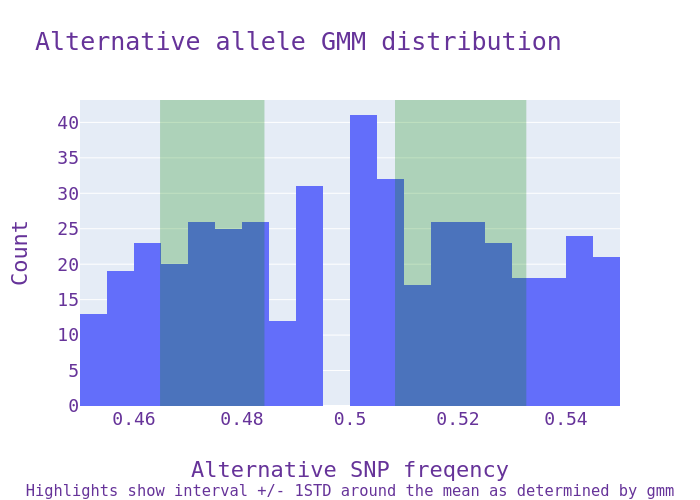 Alternative allele GMM distribution
Count
40
35
30
25
20
15
10
5
0
0.46 0.48 0.5 0.52 0.54
Alternative SNP freqency
Highlights show interval +/- 1STD around the mean as determined by gmm